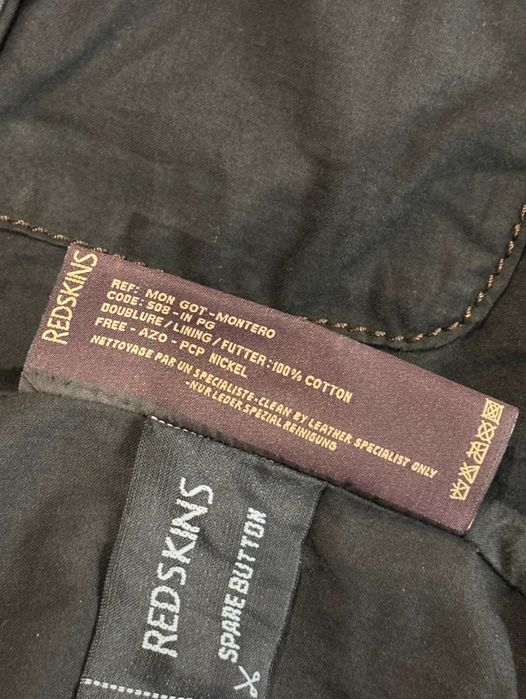 REDSKINS
REF: MON GOT-MONTERO
CODE: SOB-IN PG
DOUBLURE / LINING / FUTTER: 100% COTTON
FREE - AZO - PCP NICKEL
NETTOYAGE PAR UN SPECIALISTE-CLEAN BY LEATHER SPECIALIST ONLY
-NUR LEDER SPEZIAL REINIGUNG
REDSKINS
SPARE BUTTON